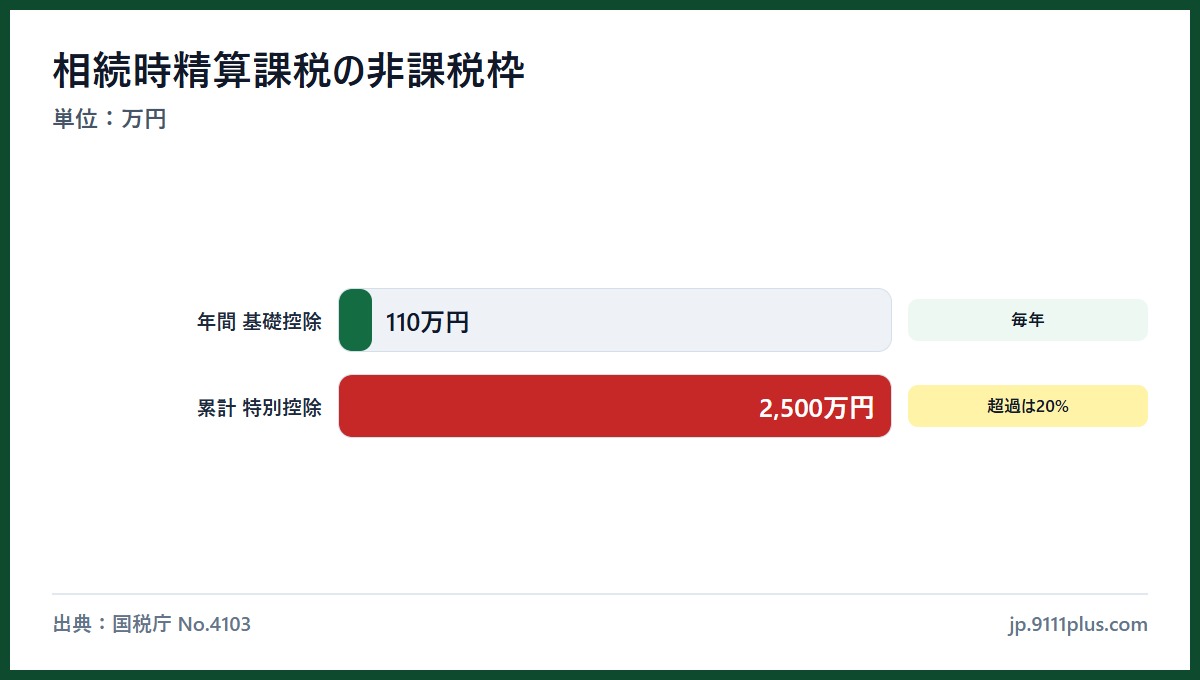 相続時精算課税の非課税枠
単位：万円
年間 基礎控除
110万円
毎年
累計 特別控除
2,500万円
超過は20%
出典：国税庁 No.4103
jp.9111plus.com